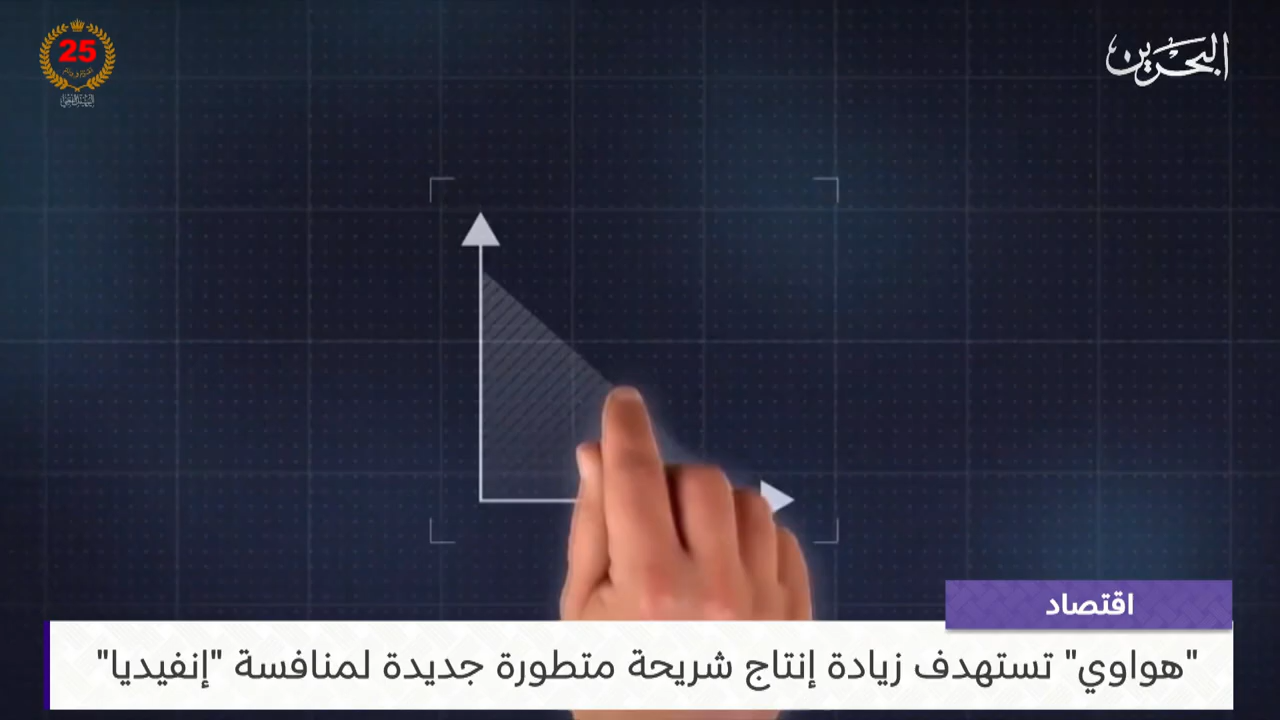 25
البحرين
اقتصاد
"هواوي" تستهدف زيادة إنتاج شريحة متطورة جديدة لمنافسة "إنفيديا"